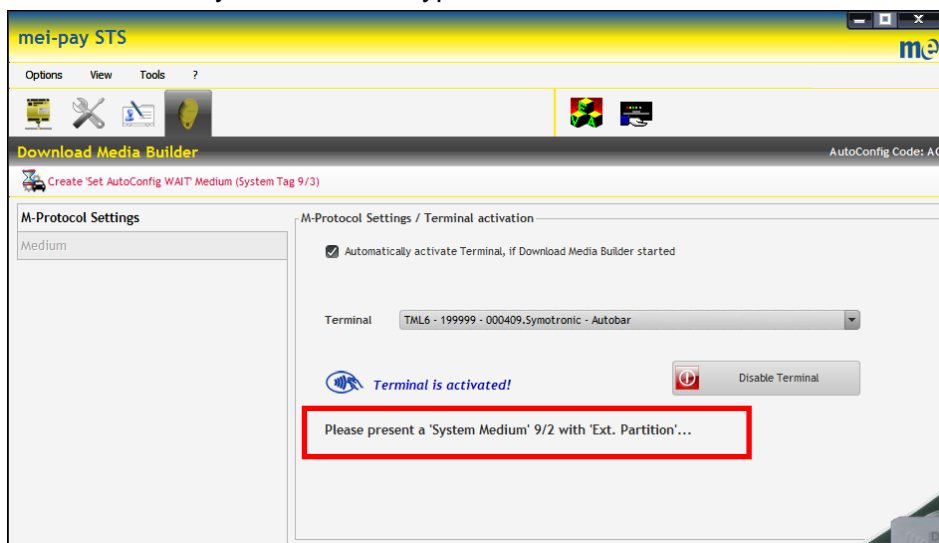 mei-pay STS
Options View Tools ?
Download Media Builder
AutoConfig Code:
Create 'Set AutoConfig WAIT' Medium (System Tag 9/3)
M-Protocol Settings
Medium
M-Protocol Settings / Terminal activation
Automatically activate Terminal, if Download Media Builder started
Terminal TML6 - 199999 - 000409.Symotronic - Autobar
Terminal is activated!
Disable Terminal
Please present a 'System Medium' 9/2 with 'Ext. Partition'...